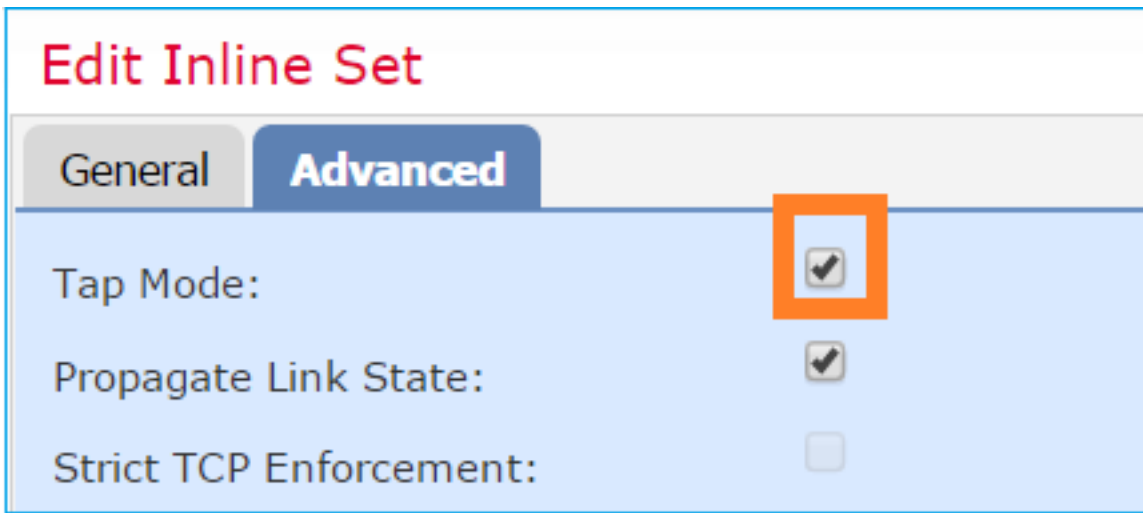 Edit Inline Set
General Advanced
Tap Mode:
Propagate Link State:
Strict TCP Enforcement: